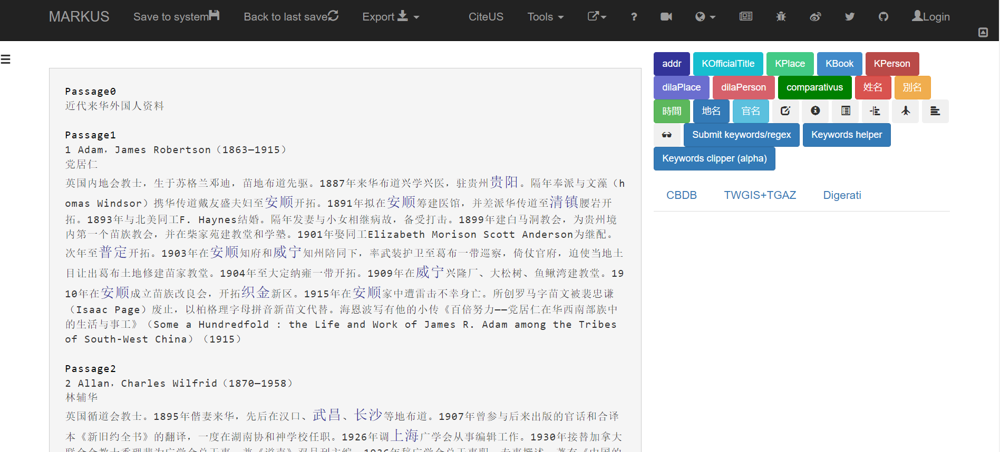 MARKUS Save to system Back to last save Export CiteUS Tools ? Login
addr KOfficialTitle KPlace KBook KPerson
dilaPlace dilaPerson comparativus 姓名 別名
時間 地名 官名
Submit keywords/regex Keywords helper
Keywords clipper (alpha)
CBDB TWGIS+TGAZ Digerati
Passage0
近代来华外国人资料
Passage1
1 Adam，James Robertson（1863—1915）
党居仁
英国内地会教士，生于苏格兰邓迪，苗地布道先驱。1887年来华布道兴学兴医，驻贵州贵阳。隔年奉派与文藻（h
omas Windsor）携华传道戴友盛夫妇至安顺开拓。1891年拟在安顺筹建医馆，并差派华传道至清镇腰岩开
拓。1893年与北美同工F. Haynes结婚。隔年发妻与小女相继病故，备受打击。1899年建白马洞教会，为贵州境
内第一个苗族教会，并在柴家苑建教堂和学塾。1901年娶同工Elizabeth Morison Scott Anderson为继配。
次年至普定开拓。1903年在安顺知府和威宁知州陪同下，率武装护卫至葛布一带巡察，倚仗官府，迫使当地土
目让出葛布土地修建苗家教堂。1904年至大定纳雍一带开拓。1909年在威宁兴隆厂、大松树、鱼鳅湾建教堂。19
10年在安顺成立苗族改良会，开拓织金新区。1915年在安顺家中遭雷击不幸身亡。所创罗马字苗文被裴忠谦
（Isaac Page）废止，以柏格理字母拼音新苗文代替。海恩波写有他的小传《百倍努力——党居仁在华西南部族中
的生活与事工》（Some a Hundredfold : the Life and Work of James R. Adam among the Tribes
of South-West China）（1915）
Passage2
2 Allan，Charles Wilfrid（1870—1958）
林辅华
英国循道会教士。1895年偕妻来华，先后在汉口、武昌、长沙等地布道。1907年曾参与后来出版的官话和合译
本《新旧约全书》的翻译，一度在湖南协和神学校任职。1926年调上海广学会从事编辑工作。1930年接替加拿大